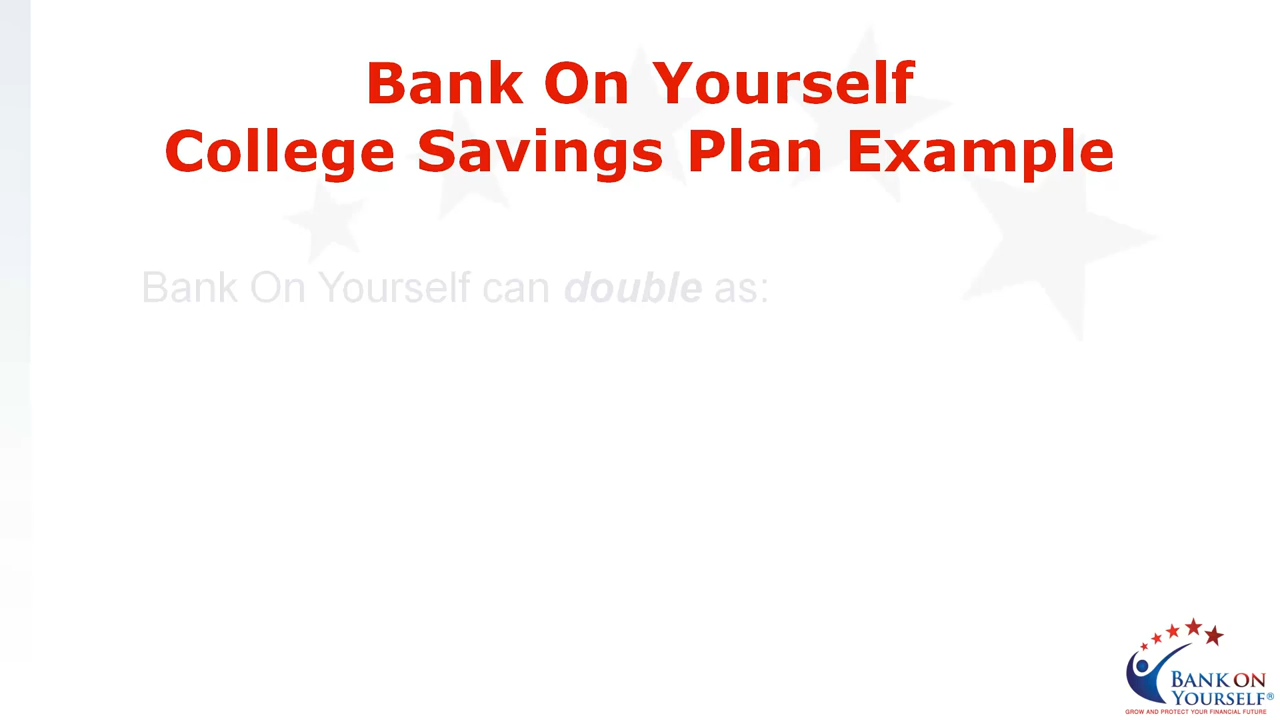 Bank On Yourself
College Savings Plan Example
Bank On Yourself can double as:
BANK ON
YOURSELF®
GROW AND PROTECT YOUR FINANCIAL FUTURE